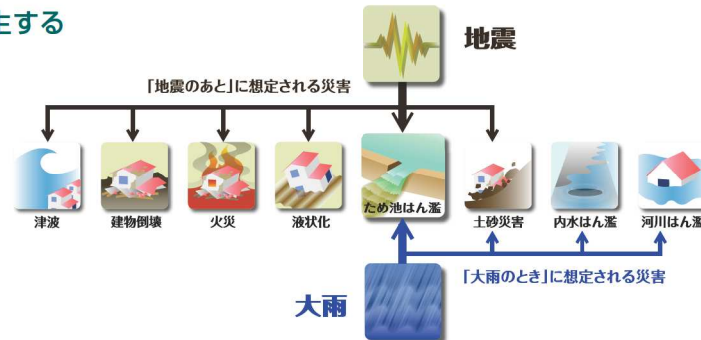 生する
地震
「地震のあと」に想定される災害
津波
建物倒壊
火災
液状化
ため池はん濫
土砂災害
内水はん濫
河川はん濫
「大雨のとき」に想定される災害
大雨